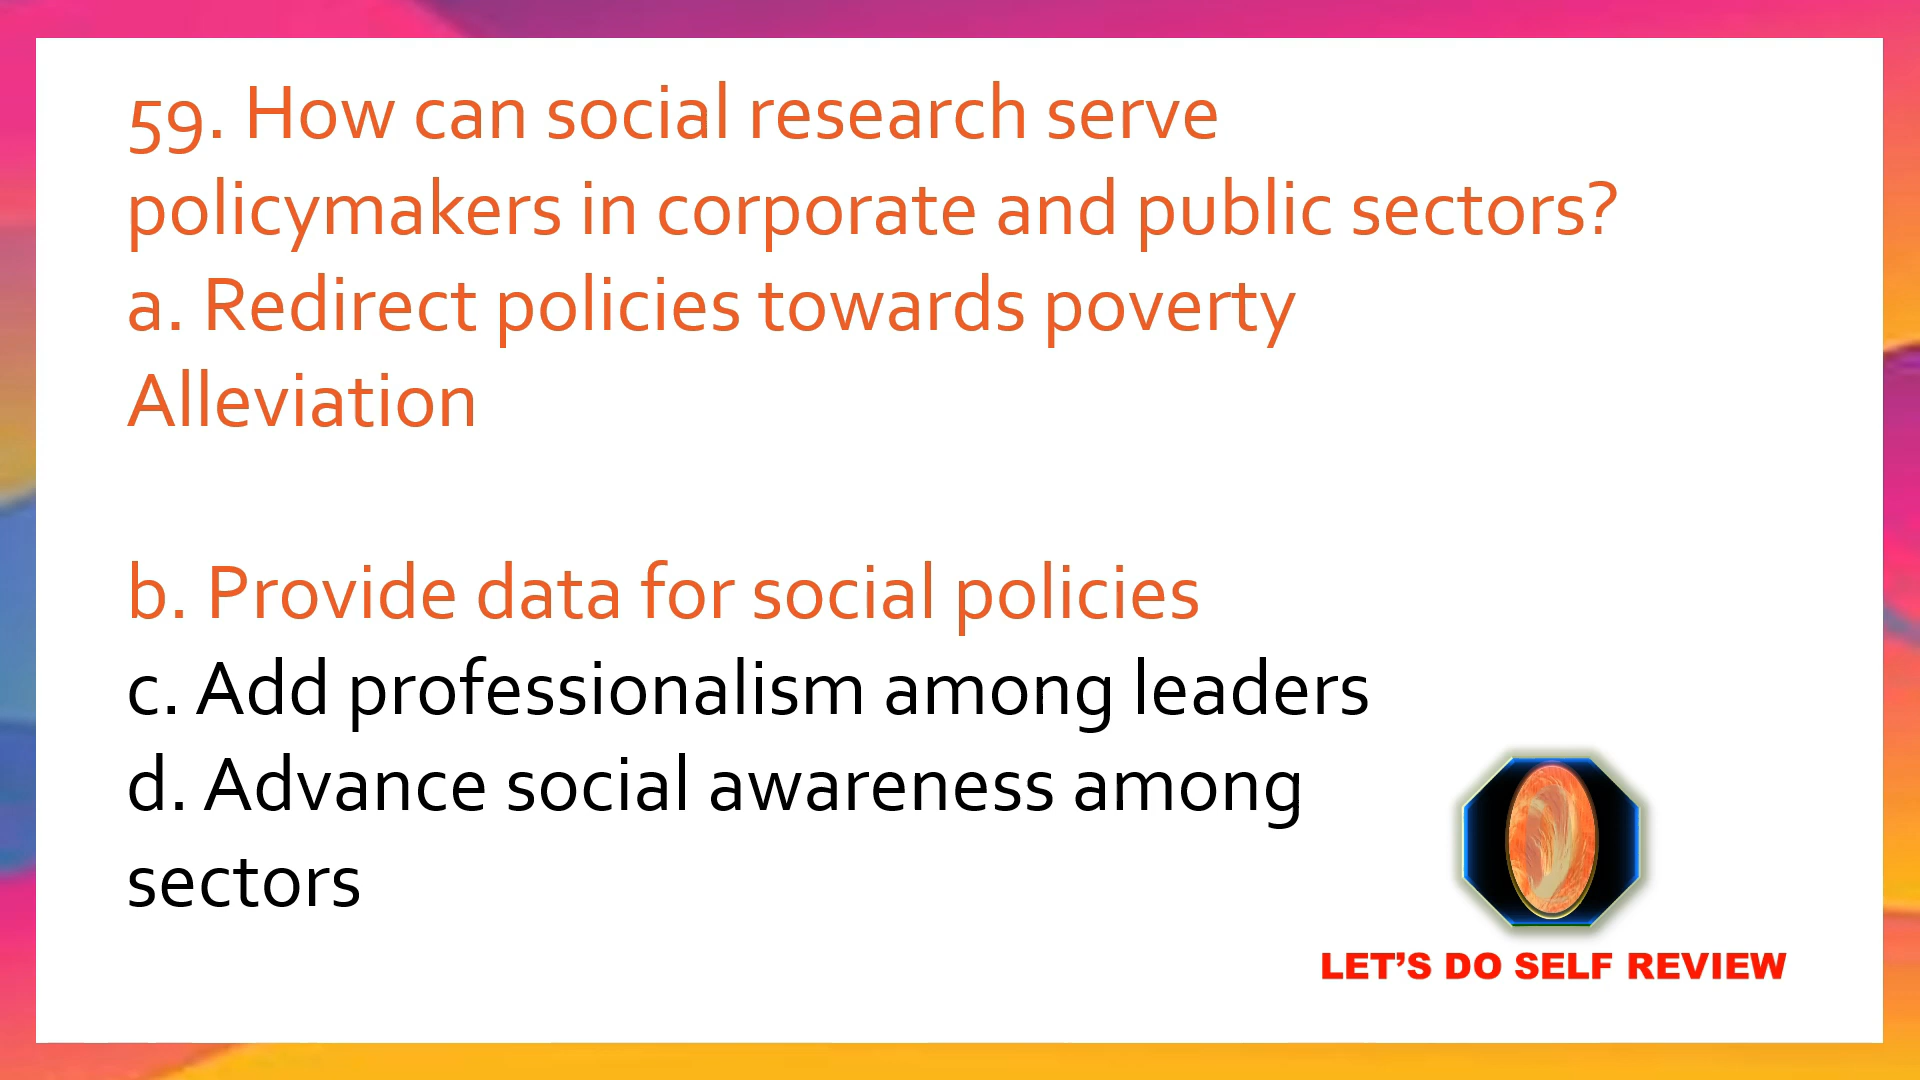 59. How can social research serve
policymakers in corporate and public sectors?
a. Redirect policies towards poverty
Alleviation
b. Provide data for social policies
c. Add professionalism among leaders
d. Advance social awareness among
sectors
LET'S DO SELF REVIEW